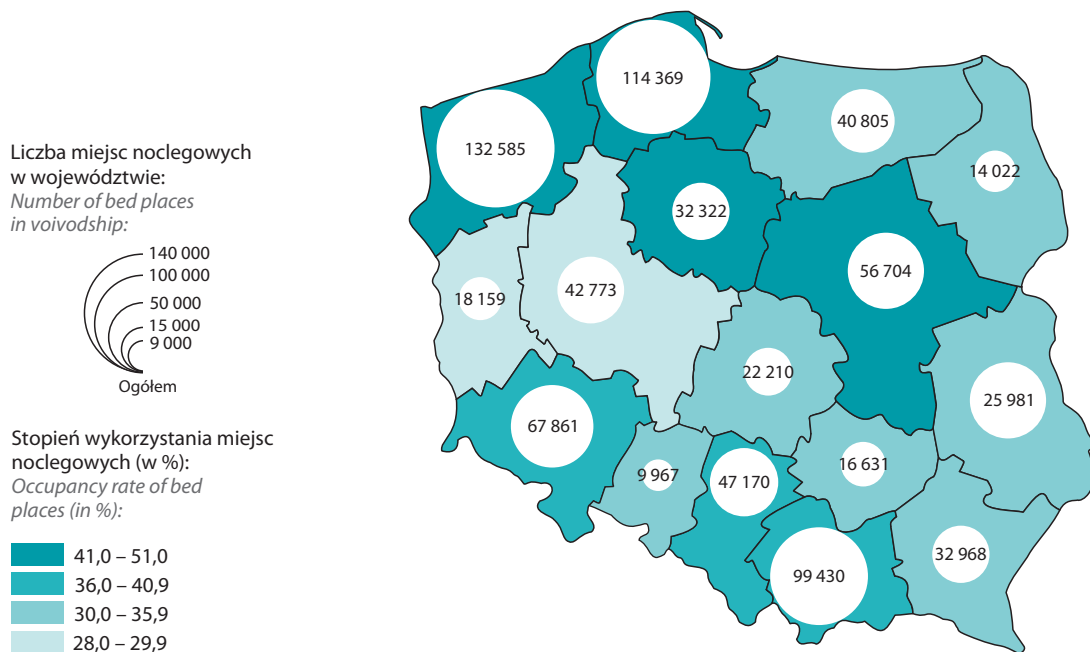 Liczba miejsc noclegowych
w województwie:
Number of bed places
in voivodship:
140 000
100 000
50 000
15 000
9 000
Ogółem
Stopień wykorzystania miejsc
noclegowych (w %):
Occupancy rate of bed
places (in %):
41,0 – 51,0
36,0 – 40,9
30,0 – 35,9
28,0 – 29,9
114 369
132 585
40 805
14 022
32 322
56 704
18 159
42 773
22 210
25 981
67 861
9 967
47 170
16 631
99 430
32 968